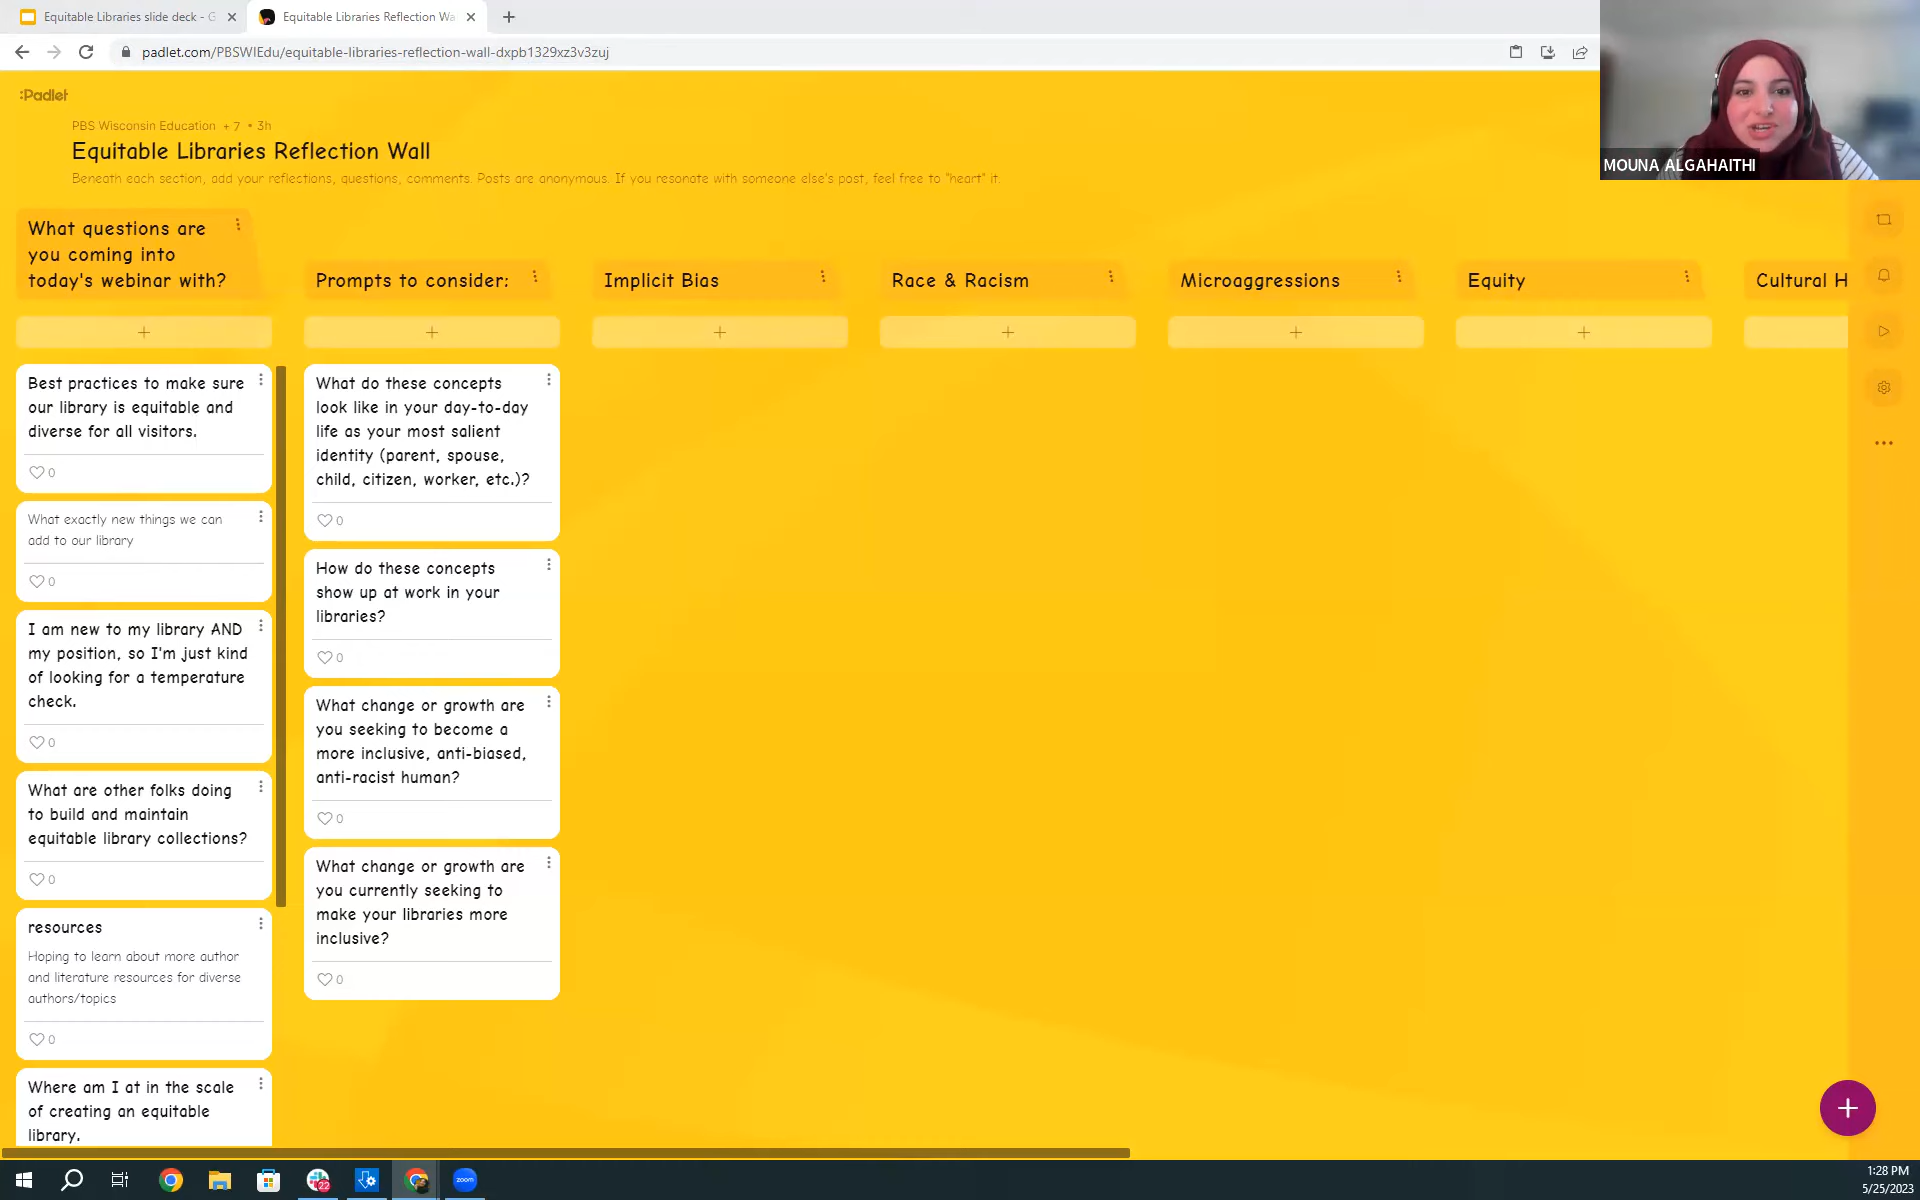 Equitable Libraries slide deck - G
Equitable Libraries Reflection Wa
padlet.com/PBSWIEdu/equitable-libraries-reflection-wall-dxpb1329xz3v3zuj
:Padlet
PBS Wisconsin Education + 7 • 3h
Equitable Libraries Reflection Wall
Beneath each section, add your reflections, questions, comments. Posts are anonymous. If you resonate with someone else's post, feel free to "heart" it.
MOUNA ALGAHAITHI
What questions are
you coming into
today's webinar with?
Best practices to make sure
our library is equitable and
diverse for all visitors.
0
What exactly new things we can
add to our library
0
I am new to my library AND
my position, so I'm just kind
of looking for a temperature
check.
0
What are other folks doing
to build and maintain
equitable library collections?
0
resources
Hoping to learn about more author
and literature resources for diverse
authors/topics
0
Where am I at in the scale
of creating an equitable
library.
Prompts to consider:
What do these concepts
look like in your day-to-day
life as your most salient
identity (parent, spouse,
child, citizen, worker, etc.)?
0
How do these concepts
show up at work in your
libraries?
0
What change or growth are
you seeking to become a
more inclusive, anti-biased,
anti-racist human?
0
What change or growth are
you currently seeking to
make your libraries more
inclusive?
0
Implicit Bias
Race & Racism
Microaggressions
Equity
Cultural H
22
zoom
1:28 PM
5/25/2023